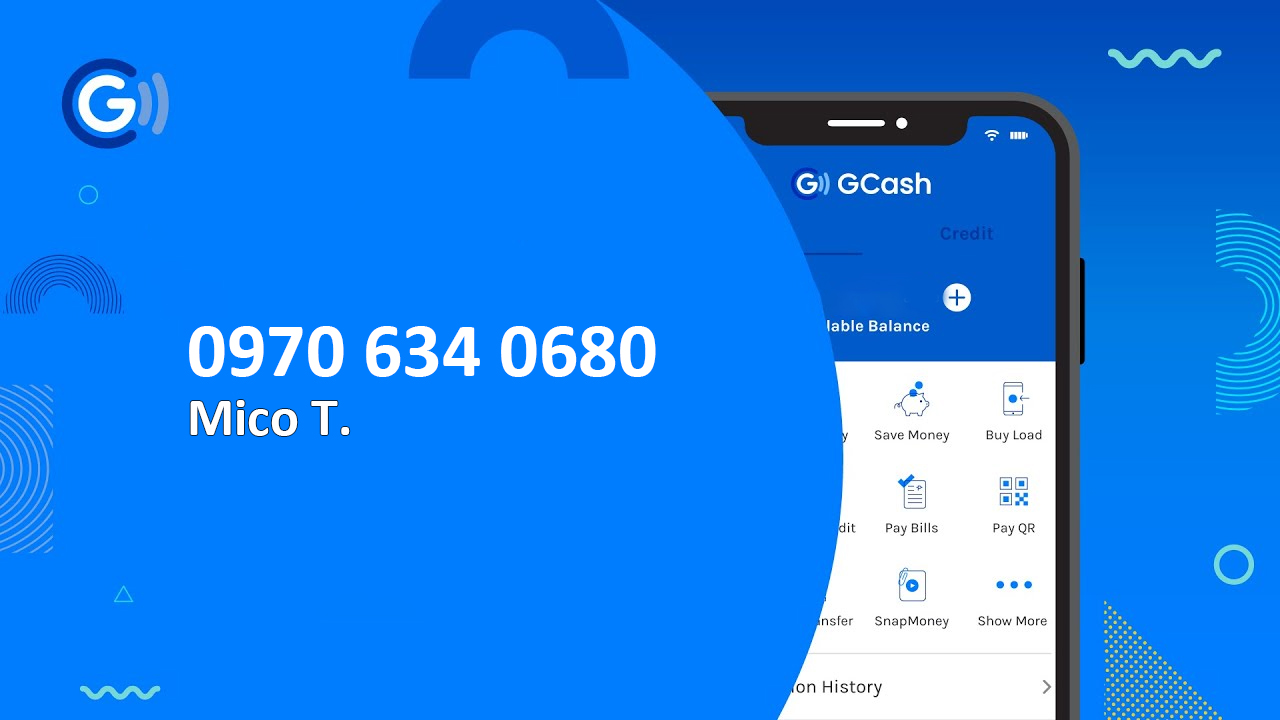 GCash
Credit
lable Balance
0970 634 0680
Mico T.
y
Save Money
Buy Load
dit
Pay Bills
Pay QR
nsfer
SnapMoney
Show More
ion History